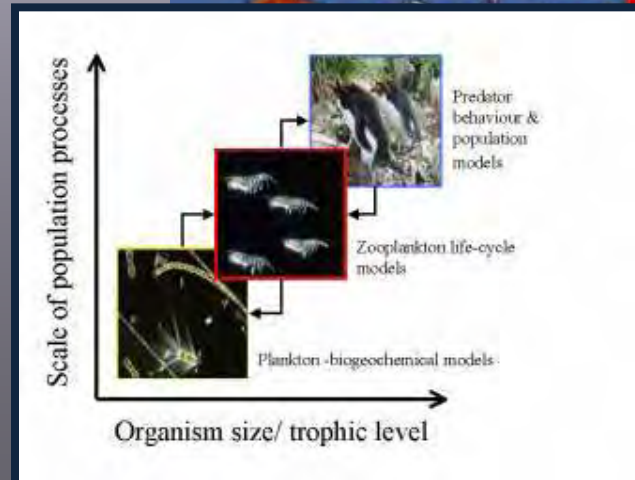 Scale of population processes
Predator
behaviour &
population
models
Zooplankton life-cycle
models
Plankton -biogeochemical models
Organism size/ trophic level